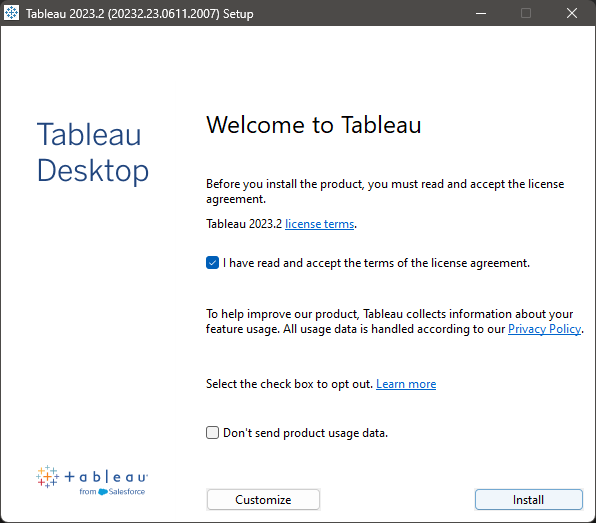 Tableau 2023.2 (20232.23.0611.2007) Setup
Tableau
Desktop
Welcome to Tableau
Before you install the product, you must read and accept the license
agreement.
Tableau 2023.2 license terms.
I have read and accept the terms of the license agreement.
To help improve our product, Tableau collects information about your
feature usage. All usage data is handled according to our Privacy Policy.
Select the check box to opt out. Learn more
Don't send product usage data.
+ableau
from Salesforce
Customize
Install